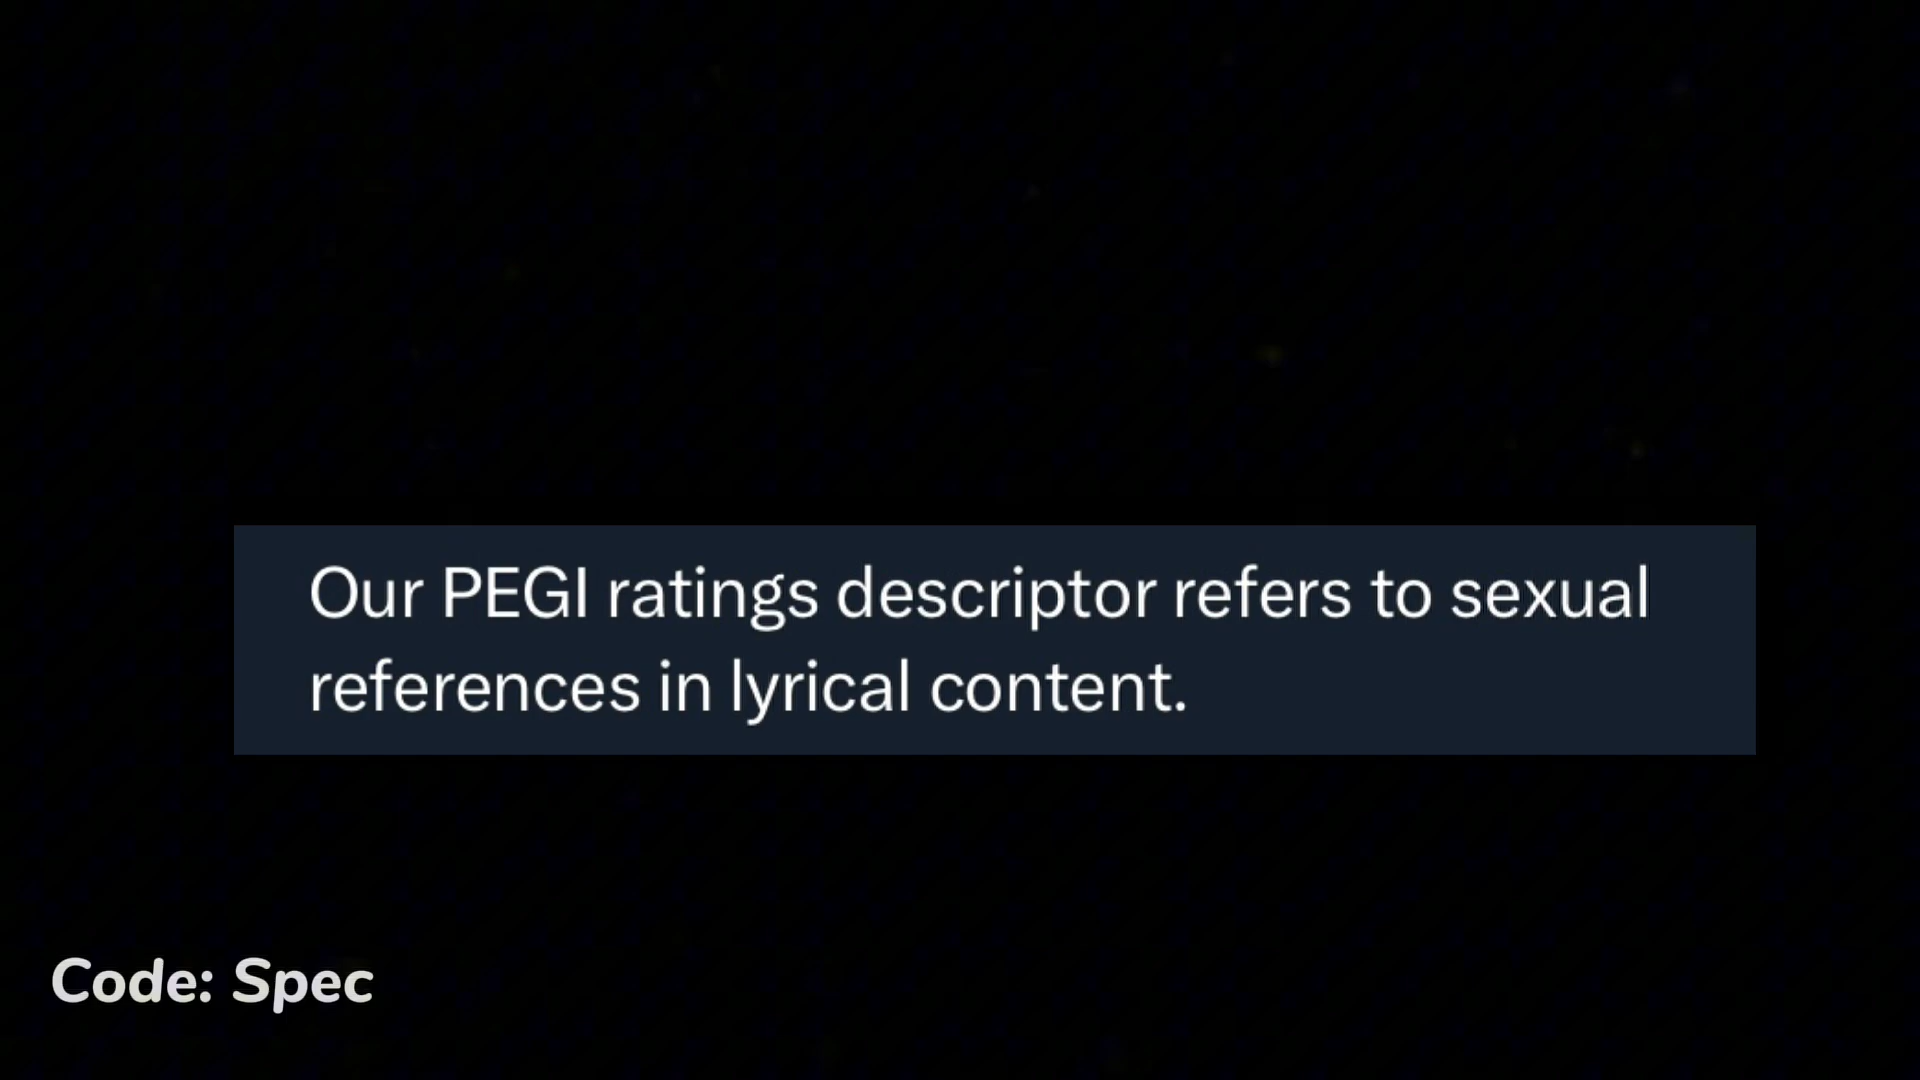 Our PEGI ratings descriptor refers to sexual
references in lyrical content.
Code: Spec